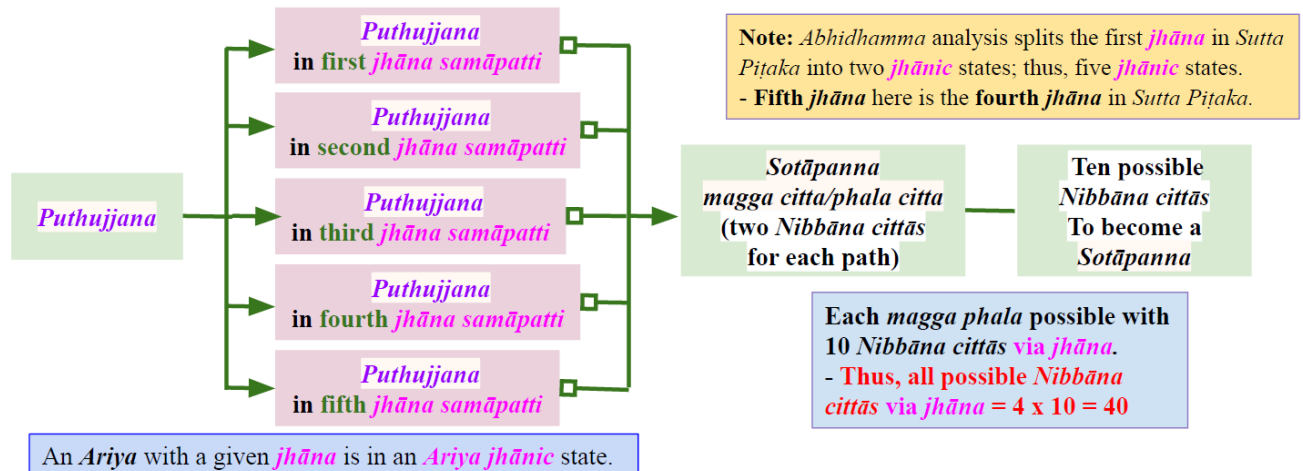 Puthujjana
Puthujjana
in first jhāna samāpatti
Puthujjana
in second jhāna samāpatti
Puthujjana
in third jhāna samāpatti
Puthujjana
in fourth jhāna samāpatti
Puthujjana
in fifth jhāna samāpatti
An Ariya with a given jhāna is in an Ariya jhānic state.
Note: Abhidhamma analysis splits the first jhāna in Sutta
Piṭaka into two jhānic states; thus, five jhānic states.
- Fifth jhāna here is the fourth jhāna in Sutta Piṭaka.
Sotāpanna
magga citta/phala citta
(two Nibbāna cittās
for each path)
Ten possible
Nibbāna cittās
To become a
Sotāpanna
Each magga phala possible with
10 Nibbāna cittās via jhāna.
- Thus, all possible Nibbāna
cittās via jhāna = 4 x 10 = 40